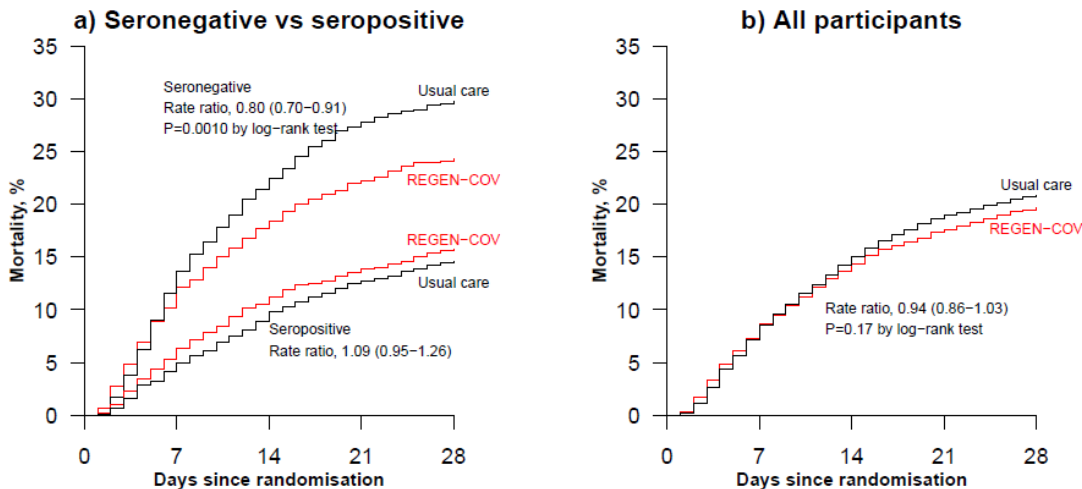 a) Seronegative vs seropositive
Mortality, %
35
30
25
20
15
10
5
0
Seronegative
Rate ratio, 0.80 (0.70−0.91)
P=0.0010 by log−rank test
Usual care
REGEN−COV
REGEN−COV
Usual care
Seropositive
Rate ratio, 1.09 (0.95−1.26)
0 7 14 21 28
Days since randomisation
b) All participants
Mortality, %
35
30
25
20
15
10
5
0
Usual care
REGEN−COV
Rate ratio, 0.94 (0.86−1.03)
P=0.17 by log−rank test
0 7 14 21 28
Days since randomisation